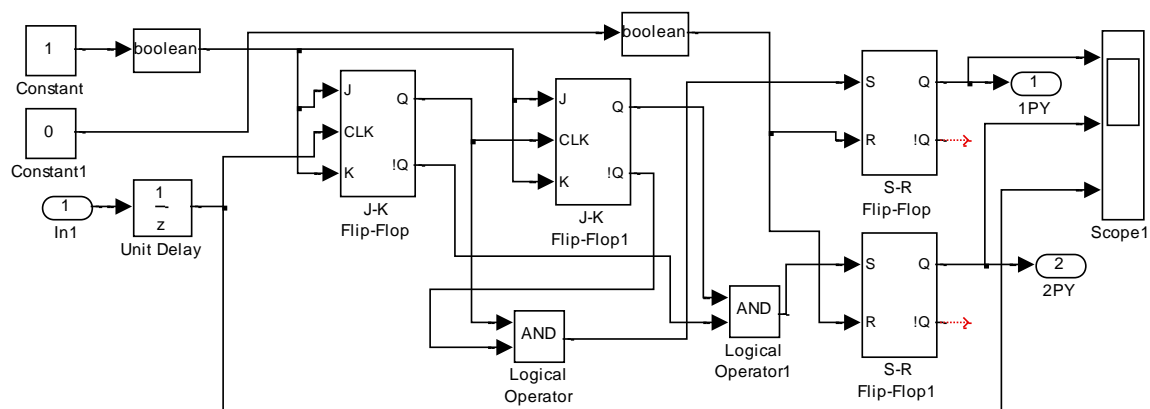 1
Constant
boolean
boolean
0
Constant1
1
In1
1
z
Unit Delay
J
CLK
K
Q
!Q
J-K
Flip-Flop
J
CLK
K
Q
!Q
J-K
Flip-Flop1
AND
Logical
Operator
AND
Logical
Operator1
S
R
Q
!Q
S-R
Flip-Flop
1
1PY
S
R
Q
!Q
S-R
Flip-Flop1
2
2PY
Scope1